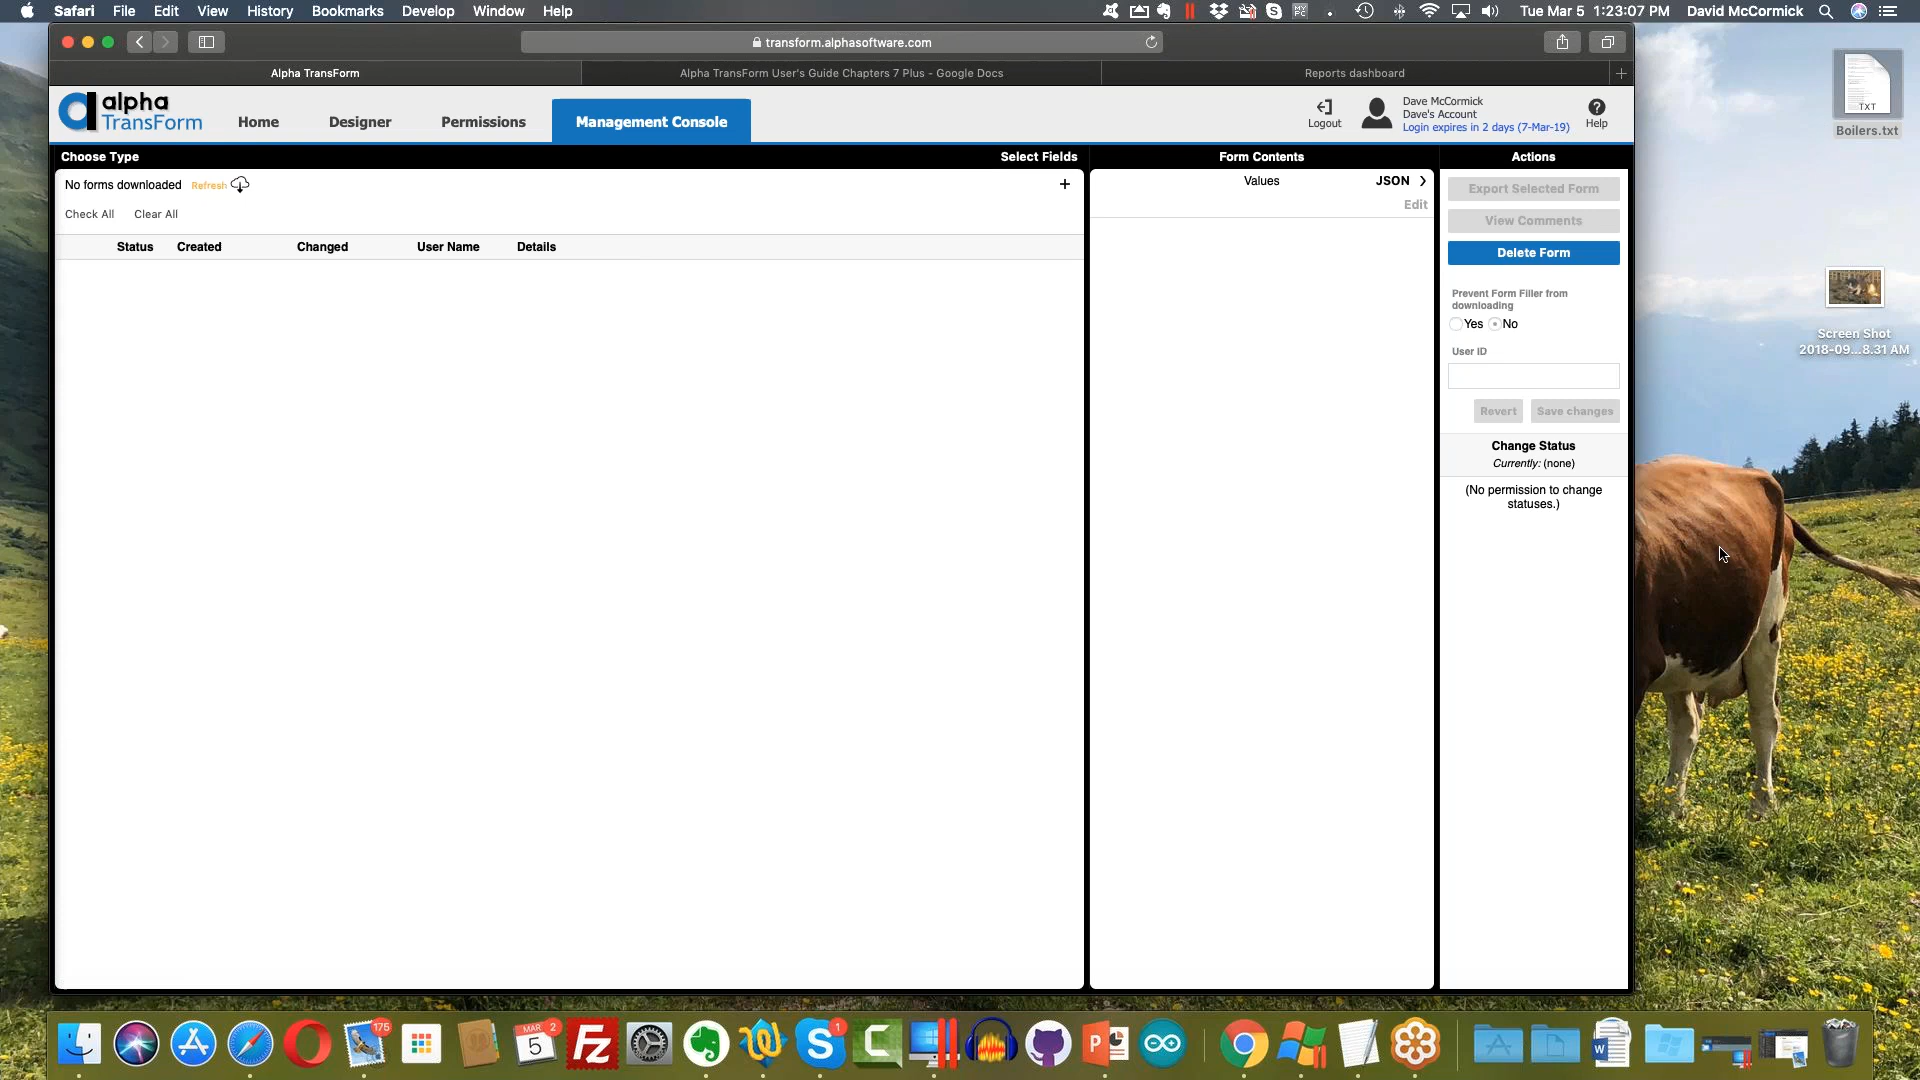 Safari File Edit View History Bookmarks Develop Window Help
Tue Mar 5 1:23:07 PM David McCormick
transform.alphasoftware.com
Alpha TransForm
Alpha TransForm User's Guide Chapters 7 Plus - Google Docs
Reports dashboard
alpha
TransForm
Home
Designer
Permissions
Management Console
Logout
Dave McCormick
Dave's Account
Login expires in 2 days (7-Mar-19)
Help
Choose Type
Select Fields
Form Contents
Actions
No forms downloaded Refresh
+
Check All Clear All
Status Created Changed User Name Details
Values
JSON
Edit
Export Selected Form
View Comments
Delete Form
Prevent Form Filler from
downloading
Yes No
User ID
Revert
Save changes
Change Status
Currently: (none)
(No permission to change
statuses.)
TXT
Boilers.txt
Screen Shot
2018-09...8.31 AM
175
MAR
5
2
Fz
S
1
C
P
W